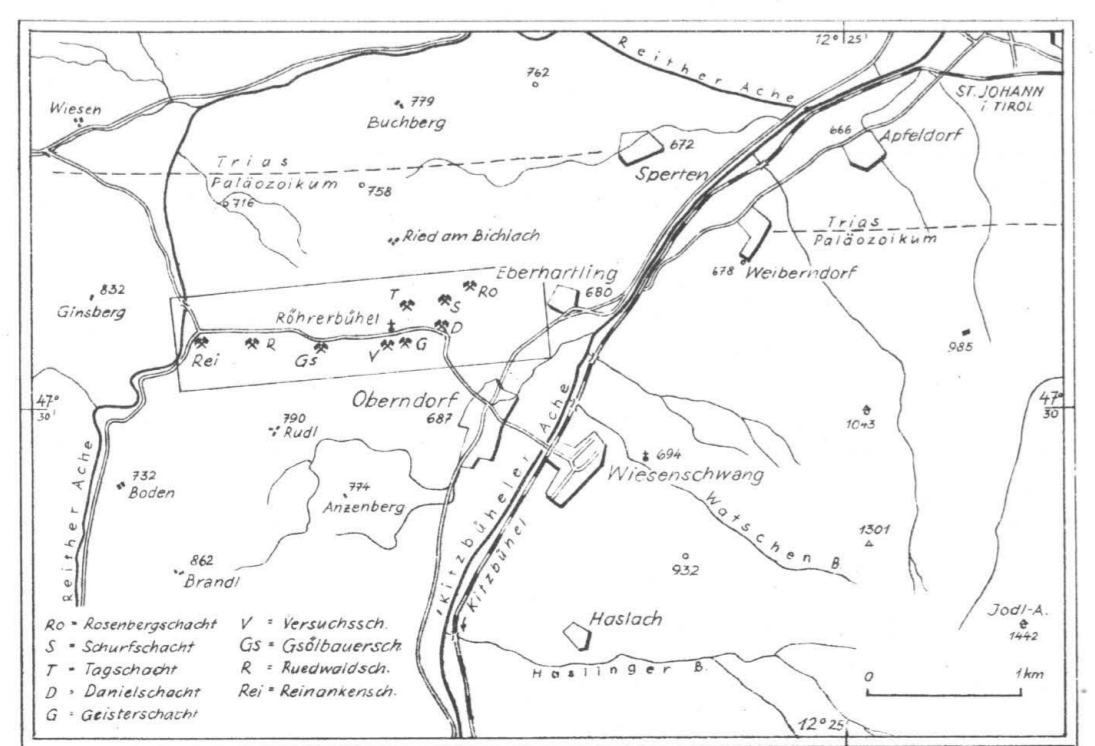 12° 25'
Reither Ache
762
ST. JOHANN
i. TIROL
779
Buchberg
Wiesen
666
Apfeldorf
672
Sperten
Trias
Paläozoikum
758
716
Trias
Paläozoikum
Ried am Bichlach
678 Weiberndorf
Eberhartling
680
832
Ginsberg
Ro
T
S
Röhrerbühel
D
Rei
R
Gs
V
G
985
Oberndorf
687
47°
30'
47°
30
790
Rudl
1043
694
Wiesenschwang
732
Boden
774
Anzenberg
Reither Ache
Kitzbüheler Ache
Kitzbühel
Watschen B.
1301
862
Brandl
932
Jodl-A.
1442
Haslach
Haslinger B.
Ro = Rosenbergschacht
S = Schurfschacht
T = Tagschacht
D = Danielschacht
G = Geisterschacht
V = Versuchssch.
Gs = Gsölbauersch.
R = Ruedwaldsch.
Rei = Reinankensch.
0 1km
12° 25'